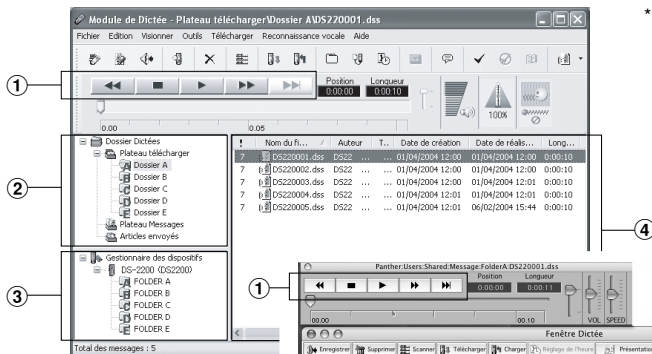 *
Module de Dictée - Plateau télécharger\Dossier A\DS220001.dss
Fichier Edition Visionner Outils Télécharger Reconnaissance vocale Aide
1
Position Longueur
0:00:00 0:00:10
100%
0.00 0.05
2
Dossier Dictées
Plateau télécharger
Dossier A
Dossier B
Dossier C
Dossier D
Dossier E
Plateau Messages
Articles envoyés
! Nom du fi... / Auteur T.. Date de création Date de réalis... Long...
7 DS220001.dss DS22 ... ... 01/04/2004 12:00 01/04/2004 12:00 0:00:10
7 DS220002.dss DS22 ... ... 01/04/2004 12:00 01/04/2004 12:00 0:00:10
7 DS220003.dss DS22 ... ... 01/04/2004 12:01 01/04/2004 12:01 0:00:10
7 DS220004.dss DS22 ... ... 01/04/2004 12:01 01/04/2004 12:01 0:00:10
7 DS220005.dss DS22 ... ... 01/04/2004 12:01 06/02/2004 15:44 0:00:10
4
3
Gestionnaire des dispositifs
DS-2200 (DS2200)
FOLDER A
FOLDER B
FOLDER C
FOLDER D
FOLDER E
Total des messages : 5
Panther:Users:Shared:Message:FolderA:DS220001.dss
1
Position Longueur
0:00:00 0:00:11
00.00 00.10
VOL SPEED
Fenêtre Dictée
Enregistrer Supprimer Scanner Télécharger Charger Réglage de l'heure Présentation